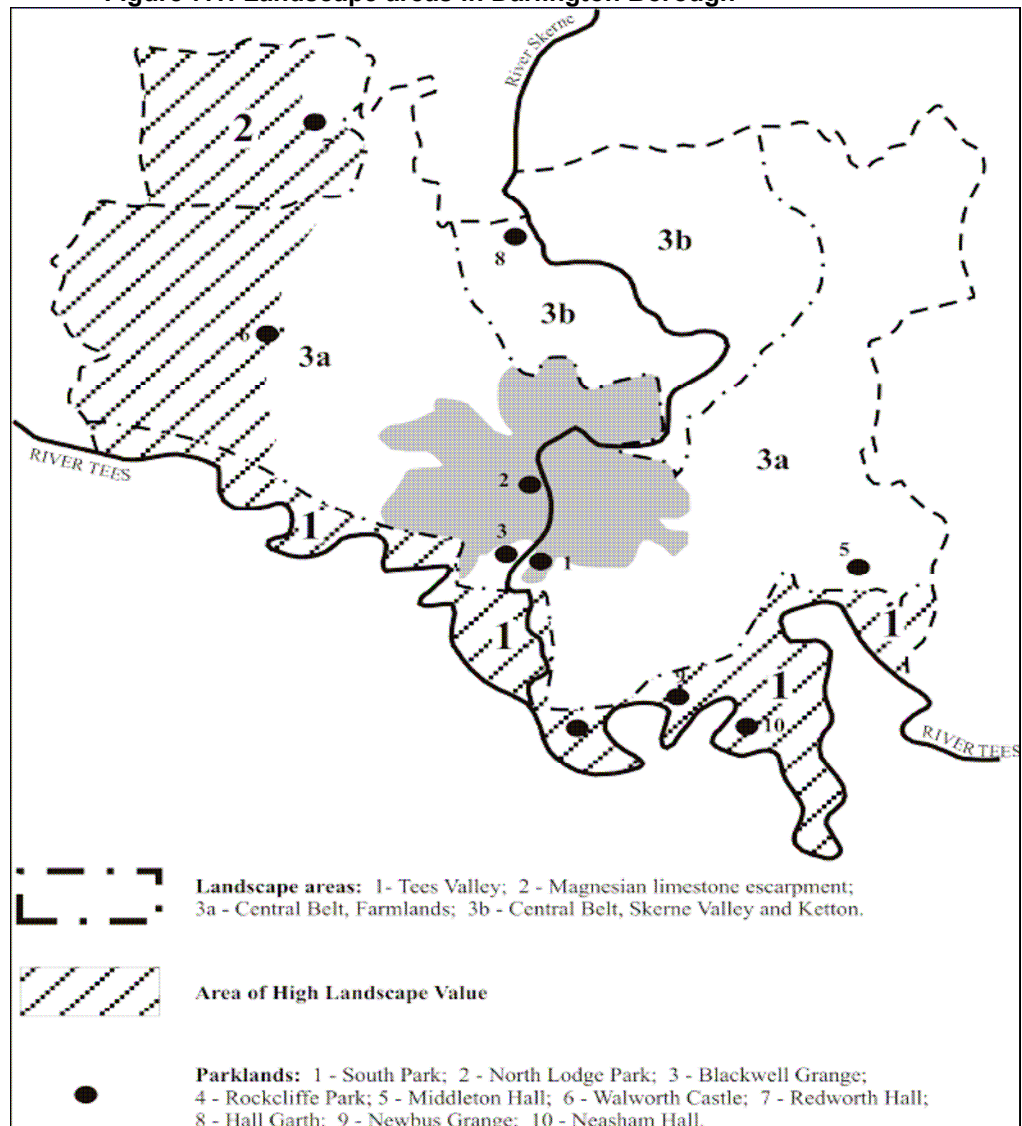 Figure Landscape areas in Darlington Borough
River Skerne
2
7
3b
8
3b
6
3a
RIVER TEES
3a
2
1
3
1
5
1
1
9
1
10
RIVER TEES
Landscape areas: 1- Tees Valley; 2 - Magnesian limestone escarpment;
3a - Central Belt, Farmlands; 3b - Central Belt, Skerne Valley and Ketton.
Area of High Landscape Value
Parklands: 1 - South Park; 2 - North Lodge Park; 3 - Blackwell Grange;
4 - Rockcliffe Park; 5 - Middleton Hall; 6 - Walworth Castle; 7 - Redworth Hall;
8 - Hall Garth; 9 - Newbus Grange; 10 - Neasham Hall.